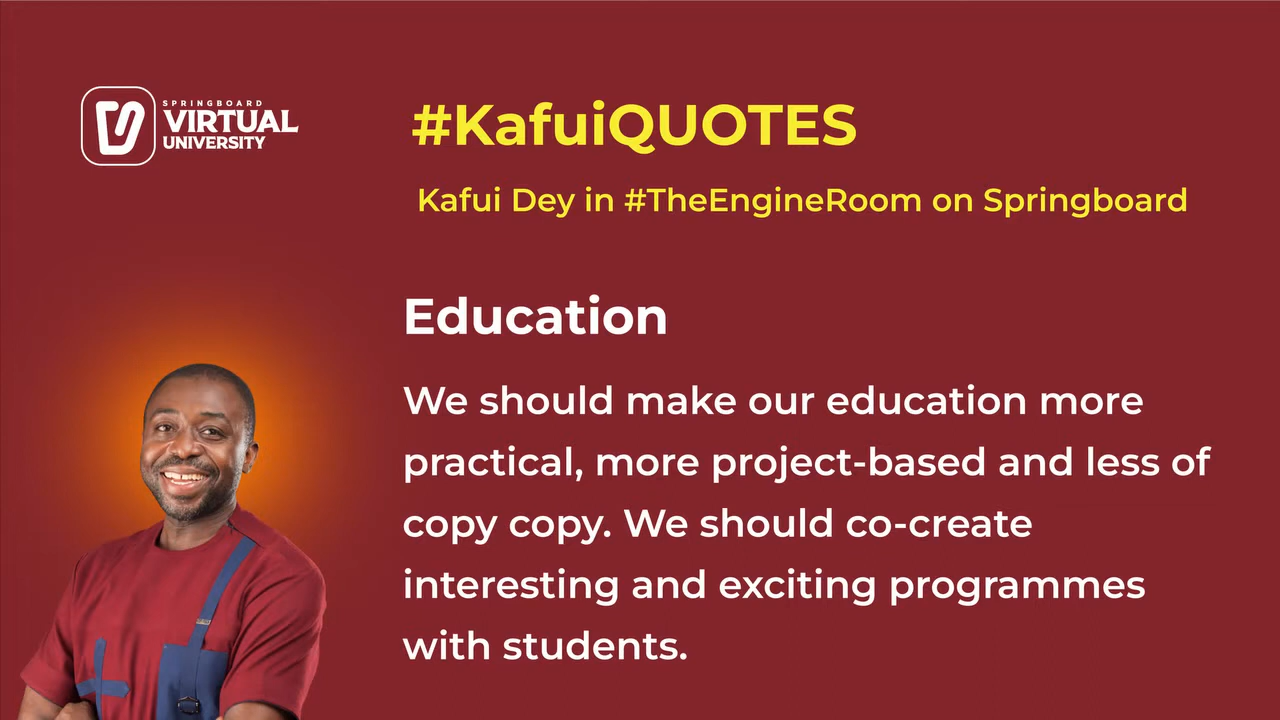 SPRINGBOARD
VIRTUAL
UNIVERSITY
#KafuiQUOTES
Kafui Dey in #TheEngineRoom on Springboard
Education
We should make our education more
practical, more project-based and less of
copy copy. We should co-create
interesting and exciting programmes
with students.